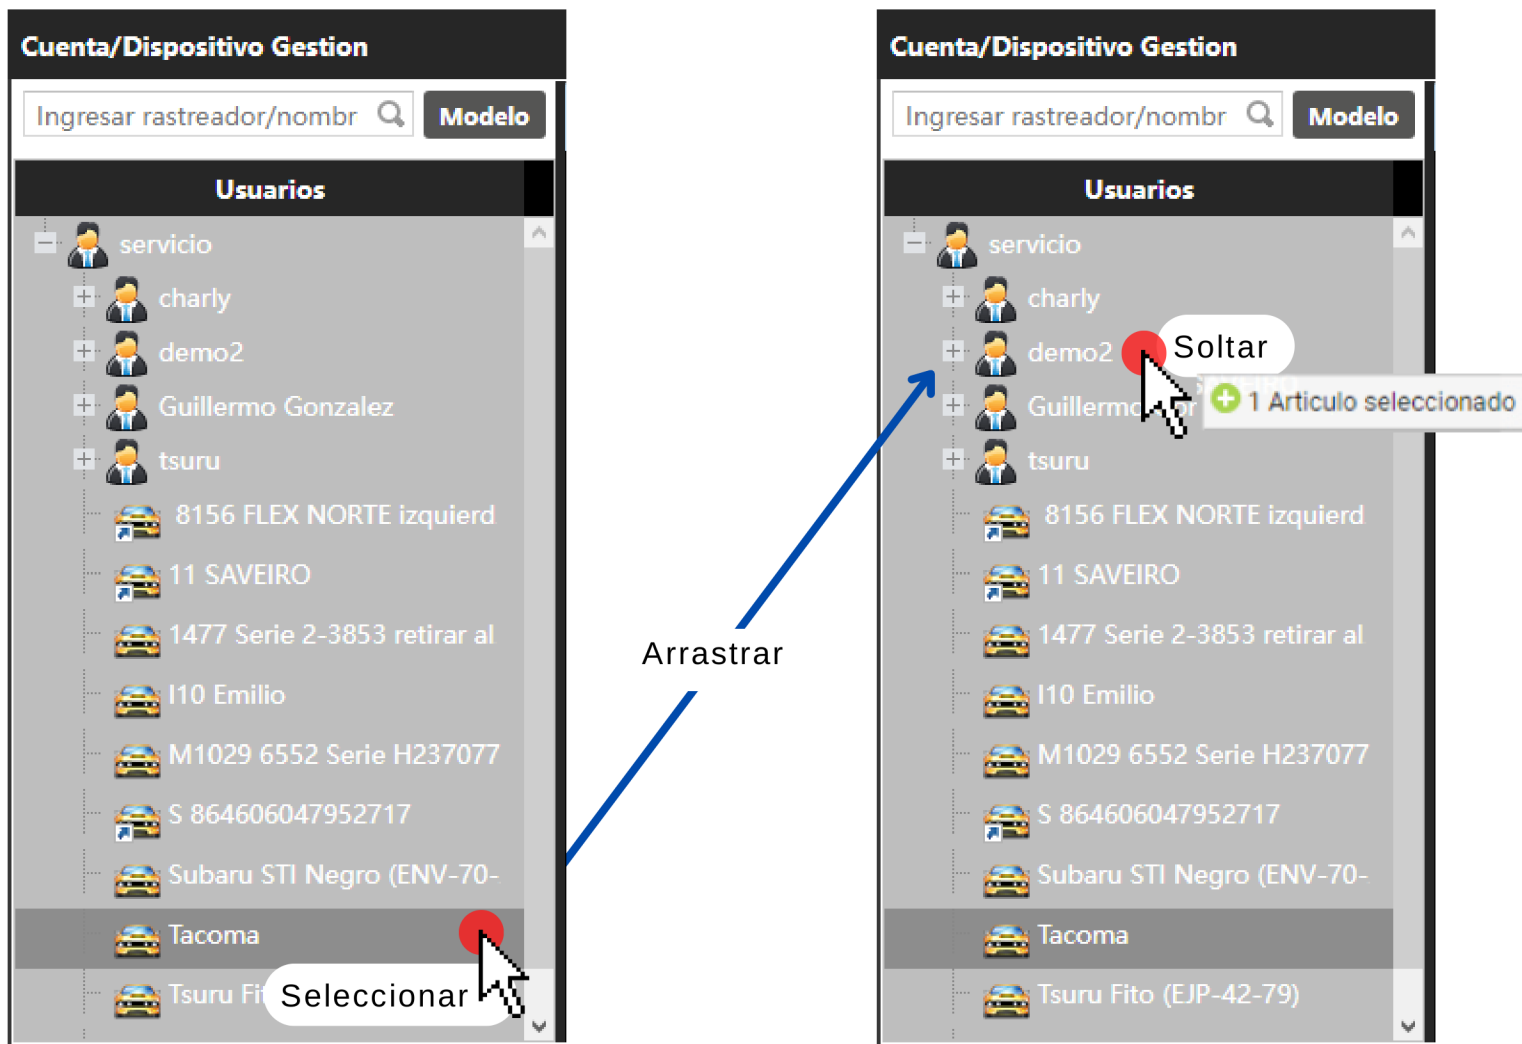 Cuenta/Dispositivo Gestion
Ingresar rastreador/nombr
Modelo
Usuarios
servicio
charly
demo2
Guillermo Gonzalez
tsuru
8156 FLEX NORTE izquierd
11 SAVEIRO
1477 Serie 2-3853 retirar al
I10 Emilio
M1029 6552 Serie H237077
S 864606047952717
Subaru STI Negro (ENV-70-
Tacoma
Tsuru Fit
Seleccionar
Arrastrar
Cuenta/Dispositivo Gestion
Ingresar rastreador/nombr
Modelo
Usuarios
servicio
charly
demo2
Soltar
SAVEIRO
Guillermo
1 Articulo seleccionado
tsuru
8156 FLEX NORTE izquierd
11 SAVEIRO
1477 Serie 2-3853 retirar al
I10 Emilio
M1029 6552 Serie H237077
S 864606047952717
Subaru STI Negro (ENV-70-
Tacoma
Tsuru Fito (EJP-42-79)